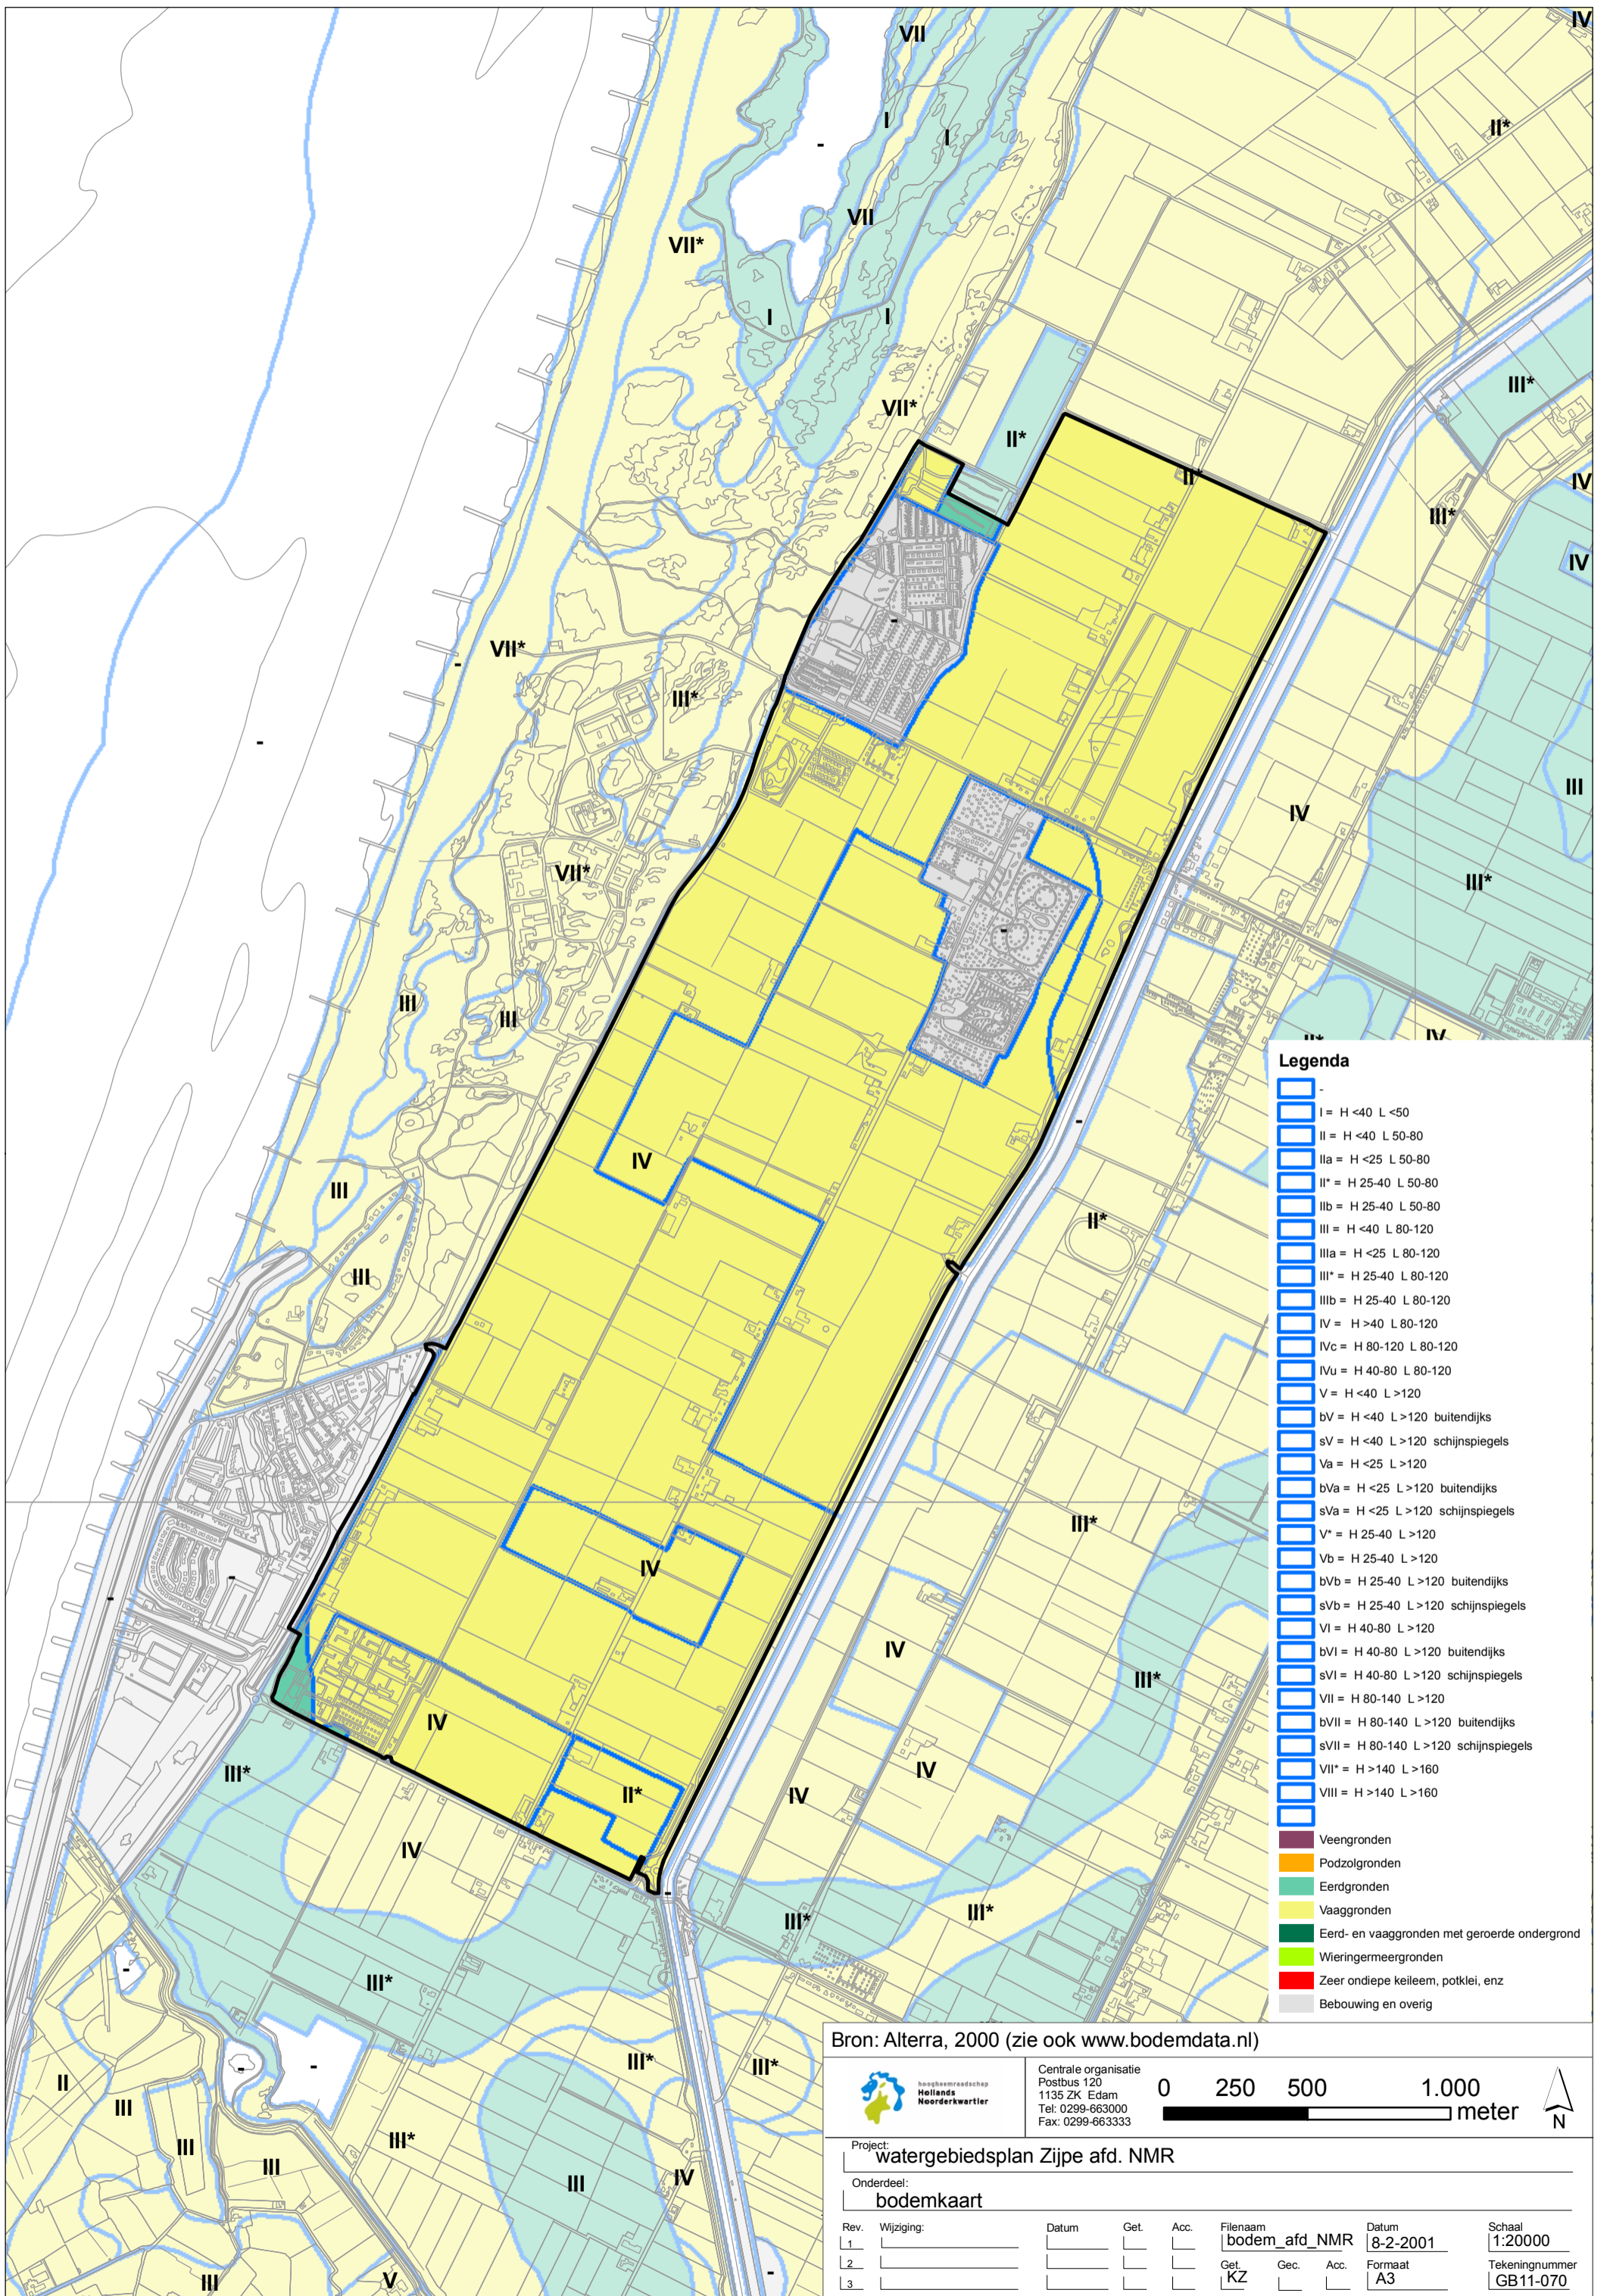 VII
IV
I
I
II*
-
VII
VII*
I
I
III*
VII*
II*
II*
IV
III*
IV
-
VII*
-
III*
-
III
IV
VII*
III*
-
III
III
II*
IV
-
IV
III
II*
III
III*
IV
-
-
IV
III*
IV
III*
IV
II*
IV
IV
-
III*
III*
-
III*
III*
III*
-
-
II
III
III*
III
III
III
IV
III
V
-
Legenda
-
I = H <40 L <50
II = H <40 L 50-80
IIa = H <25 L 50-80
II* = H 25-40 L 50-80
IIb = H 25-40 L 50-80
III = H <40 L 80-120
IIIa = H <25 L 80-120
III* = H 25-40 L 80-120
IIIb = H 25-40 L 80-120
IV = H >40 L 80-120
IVc = H 80-120 L 80-120
IVu = H 40-80 L 80-120
V = H <40 L >120
bV = H <40 L >120 buitendijks
sV = H <40 L >120 schijnspiegels
Va = H <25 L >120
bVa = H <25 L >120 buitendijks
sVa = H <25 L >120 schijnspiegels
V* = H 25-40 L >120
Vb = H 25-40 L >120
bVb = H 25-40 L >120 buitendijks
sVb = H 25-40 L >120 schijnspiegels
VI = H 40-80 L >120
bVI = H 40-80 L >120 buitendijks
sVI = H 40-80 L >120 schijnspiegels
VII = H 80-140 L >120
bVII = H 80-140 L >120 buitendijks
sVII = H 80-140 L >120 schijnspiegels
VII* = H >140 L >160
VIII = H >140 L >160
Veengronden
Podzolgronden
Eerdgronden
Vaaggronden
Eerd- en vaaggronden met geroerde ondergrond
Wieringermeergronden
Zeer ondiepe keileem, potklei, enz
Bebouwing en overig
Bron: Alterra, 2000 (zie ook www.bodemdata.nl)
hoogheemraadschap
Hollands
Noorderkwartier
Centrale organisatie
Postbus 120
1135 ZK Edam
Tel: 0299-663000
Fax: 0299-663333
0 250 500 1.000
meter
N
Project:
watergebiedsplan Zijpe afd. NMR
Onderdeel:
bodemkaart
Rev. Wijziging: Datum Get. Acc. Filenaam Datum Schaal
1 bodem_afd_NMR 8-2-2001 1:20000
2 Get. Gec. Acc. Formaat Tekeningnummer
3 KZ A3 GB11-070